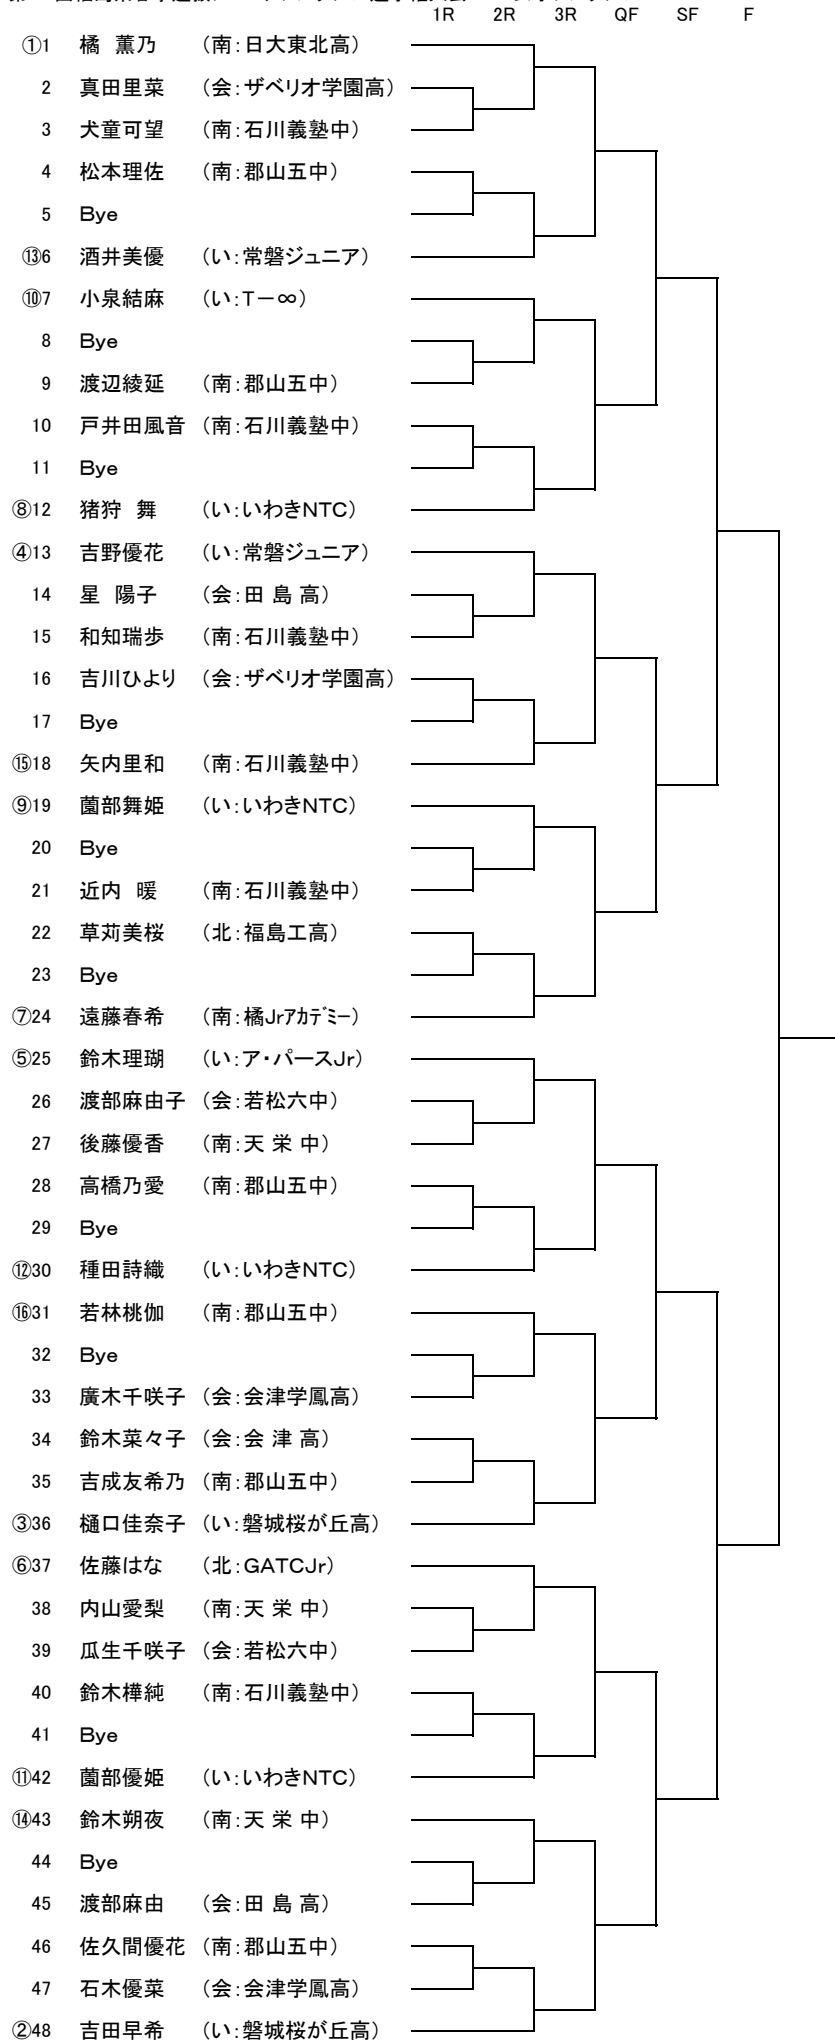 1R 2R 3R QF SF F
①1 橘 薫乃 （南：日大東北高）
2 真田里菜 （会：ザベリオ学園高）
3 犬童可望 （南：石川義塾中）
4 松本理佐 （南：郡山五中）
5 Bye
⑬6 酒井美優 （い：常磐ジュニア）
⑩7 小泉結麻 （い：T－∞）
8 Bye
9 渡辺綾延 （南：郡山五中）
10 戸井田風音 （南：石川義塾中）
11 Bye
⑧12 猪狩 舞 （い：いわきNTC）
④13 吉野優花 （い：常磐ジュニア）
14 星 陽子 （会：田 島 高）
15 和知瑞歩 （南：石川義塾中）
16 吉川ひより （会：ザベリオ学園高）
17 Bye
⑮18 矢内里和 （南：石川義塾中）
⑨19 薗部舞姫 （い：いわきNTC）
20 Bye
21 近内 暖 （南：石川義塾中）
22 草苅美桜 （北：福島工高）
23 Bye
⑦24 遠藤春希 （南：橘Jrｱｶﾃﾞﾐｰ）
⑤25 鈴木理瑚 （い：ア・パースJr）
26 渡部麻由子 （会：若松六中）
27 後藤優香 （南：天 栄 中）
28 高橋乃愛 （南：郡山五中）
29 Bye
⑫30 種田詩織 （い：いわきNTC）
⑯31 若林桃伽 （南：郡山五中）
32 Bye
33 廣木千咲子 （会：会津学鳳高）
34 鈴木菜々子 （会：会 津 高）
35 吉成友希乃 （南：郡山五中）
③36 樋口佳奈子 （い：磐城桜が丘高）
⑥37 佐藤はな （北：GATCJr）
38 内山愛梨 （南：天 栄 中）
39 瓜生千咲子 （会：若松六中）
40 鈴木樺純 （南：石川義塾中）
41 Bye
⑪42 薗部優姫 （い：いわきNTC）
⑭43 鈴木朔夜 （南：天 栄 中）
44 Bye
45 渡部麻由 （会：田 島 高）
46 佐久間優花 （南：郡山五中）
47 石木優菜 （会：会津学鳳高）
②48 吉田早希 （い：磐城桜が丘高）